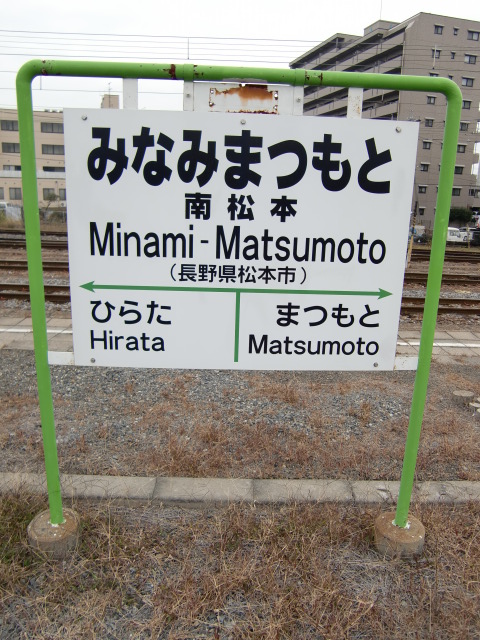 みなみまつもと
南松本
Minami-Matsumoto
(長野県松本市)
ひらた まつもと
Hirata Matsumoto